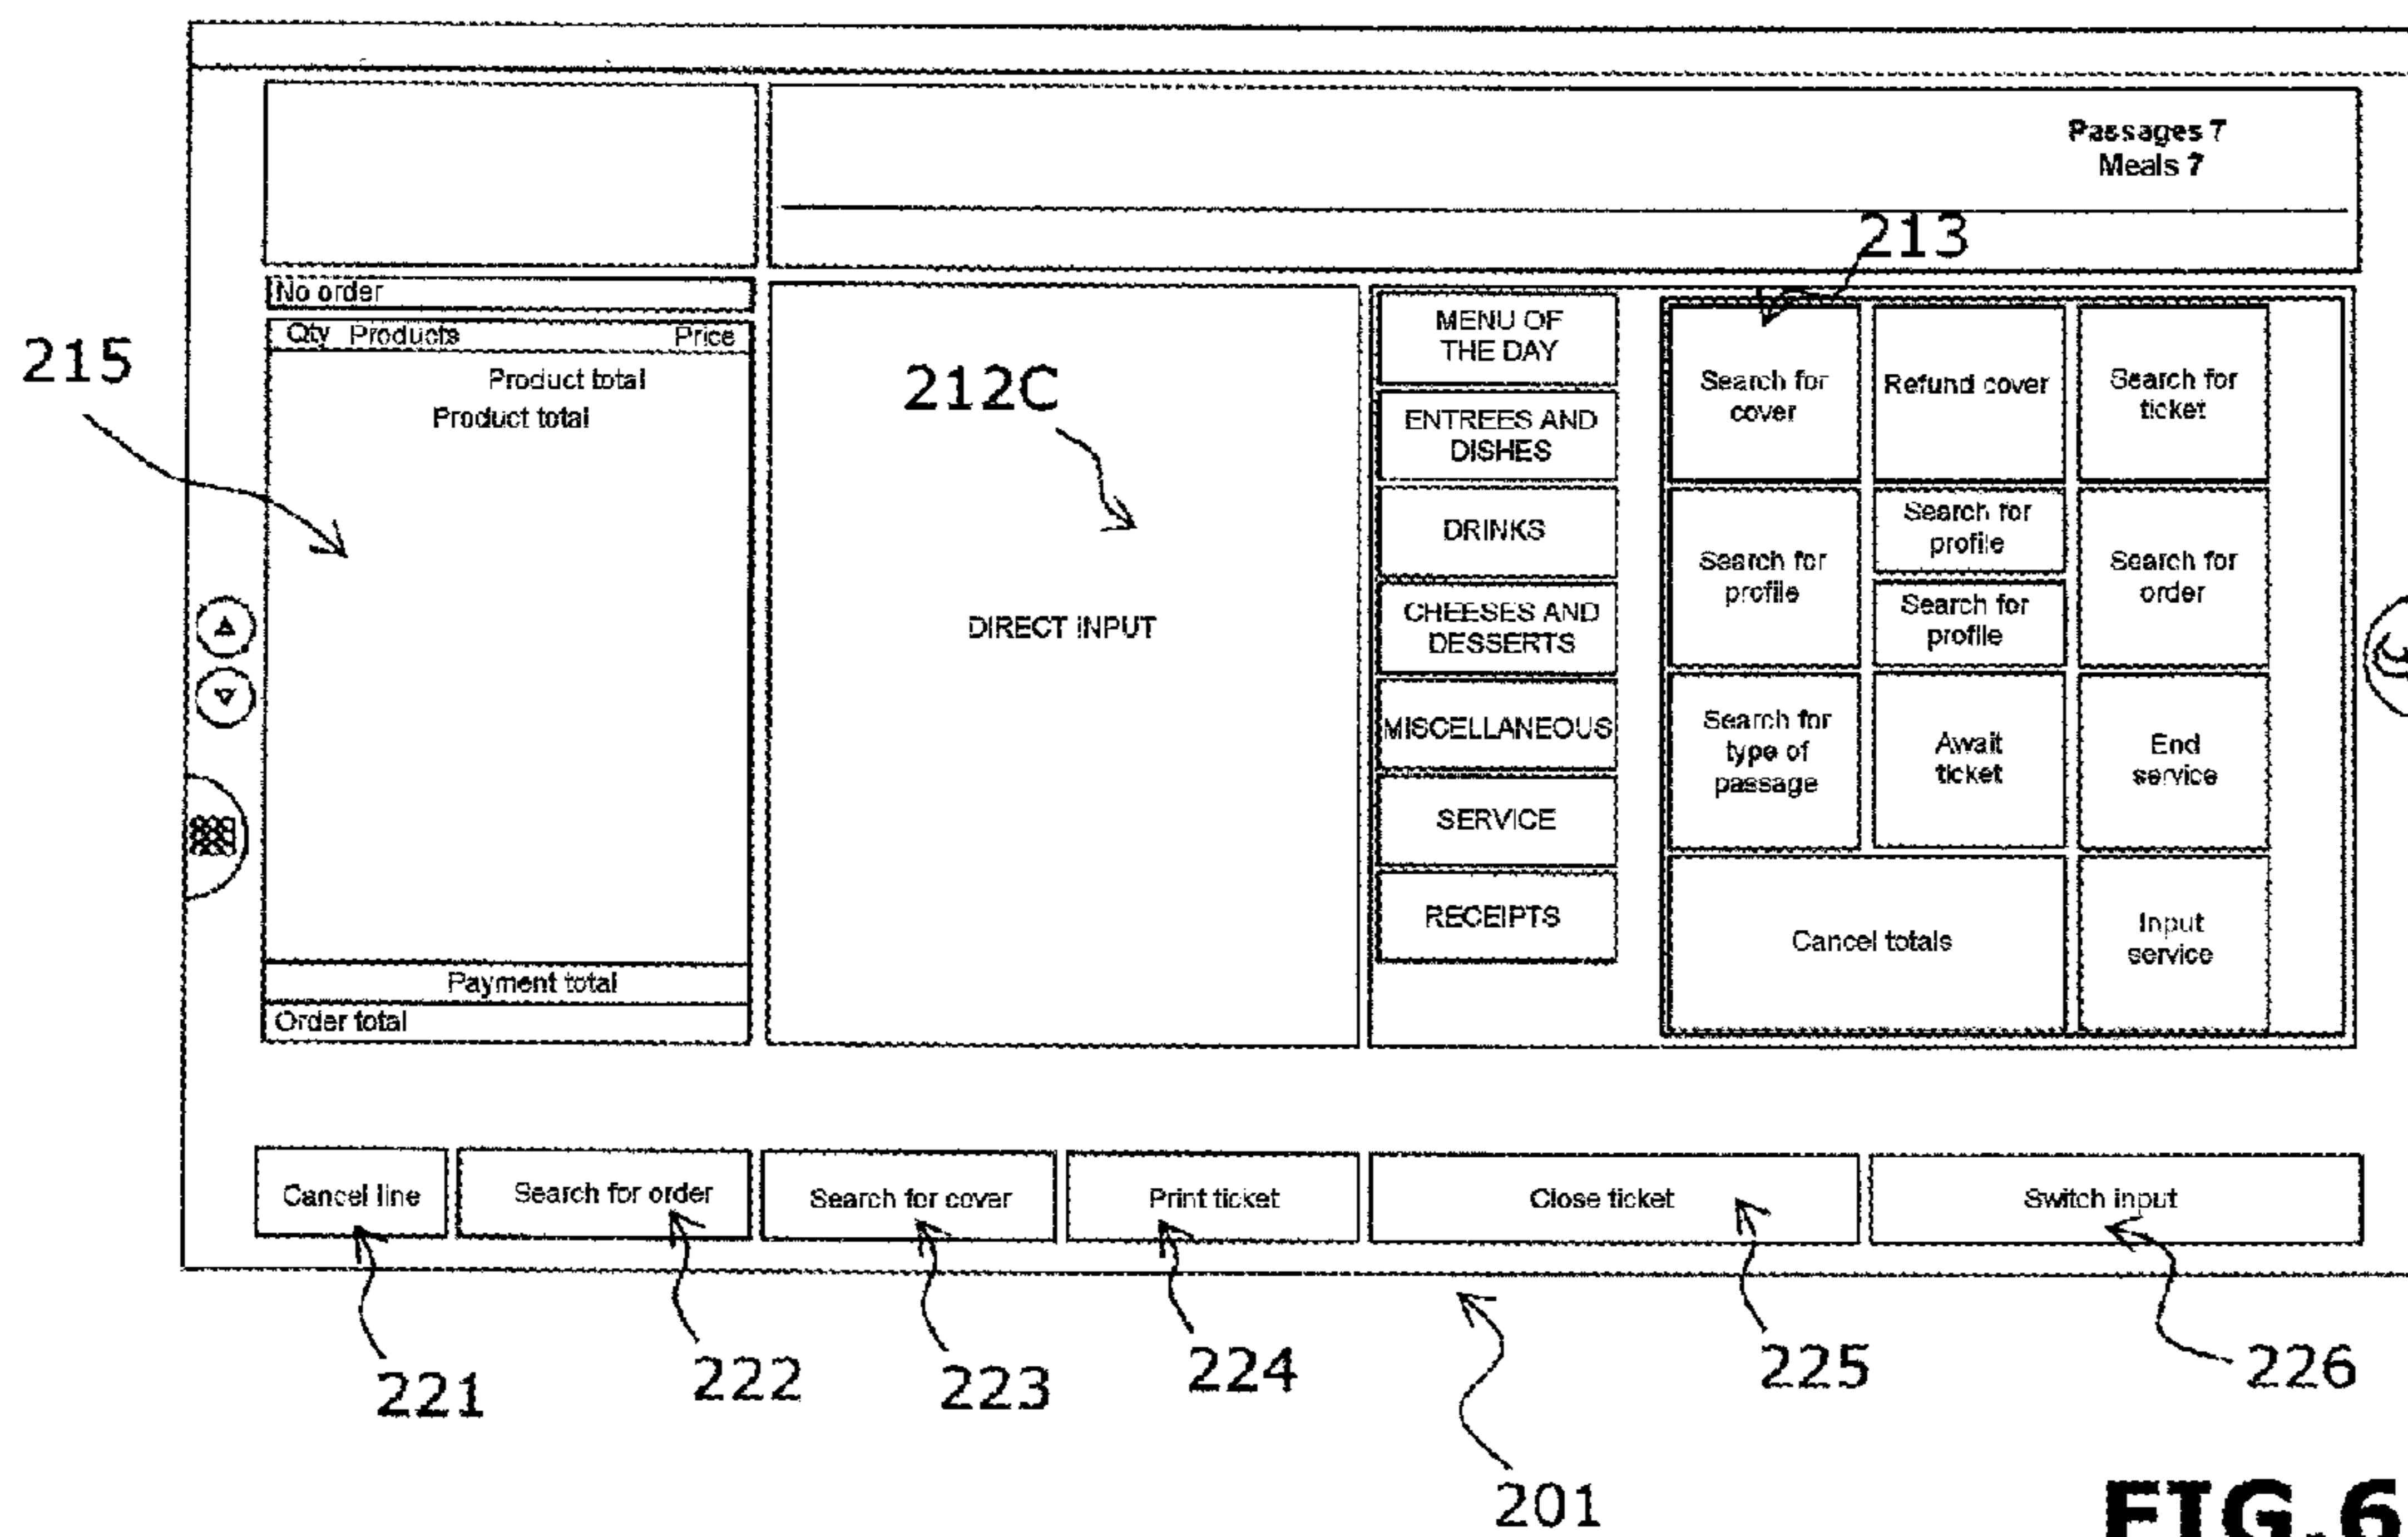 Passages 7
Meals 7
213
No order
Qty Products Price
Product total
Product total
215
212C
DIRECT INPUT
Payment total
Order total
MENU OF
THE DAY
ENTREES AND
DISHES
DRINKS
CHEESES AND
DESSERTS
MISCELLANEOUS
SERVICE
RECEIPTS
Search for
cover
Refund cover
Search for
ticket
Search for
profile
Search for
profile
Search for
profile
Search for
order
Search for
type of
passage
Await
ticket
End
service
Cancel totals
Input
service
Cancel line
Search for order
Search for cover
Print ticket
Close ticket
Switch input
221
222
223
224
225
226
201
FIG.6